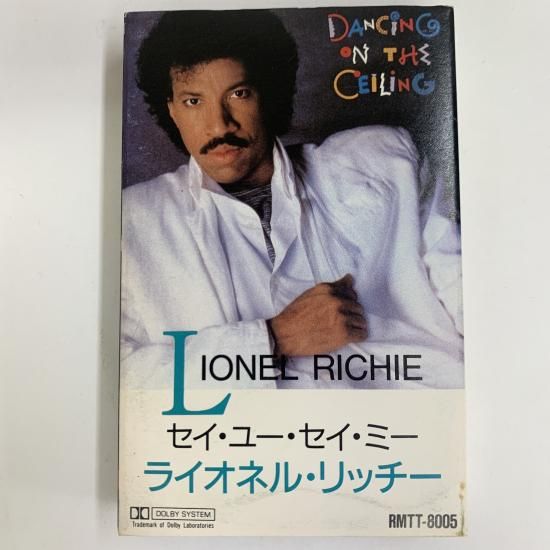 DANCING
ON THE
CEILING
LIONEL RICHIE
セイ・ユー・セイ・ミー
ライオネル・リッチー
DOLBY SYSTEM
Trademark of Dolby Laboratories
RMTT-8005